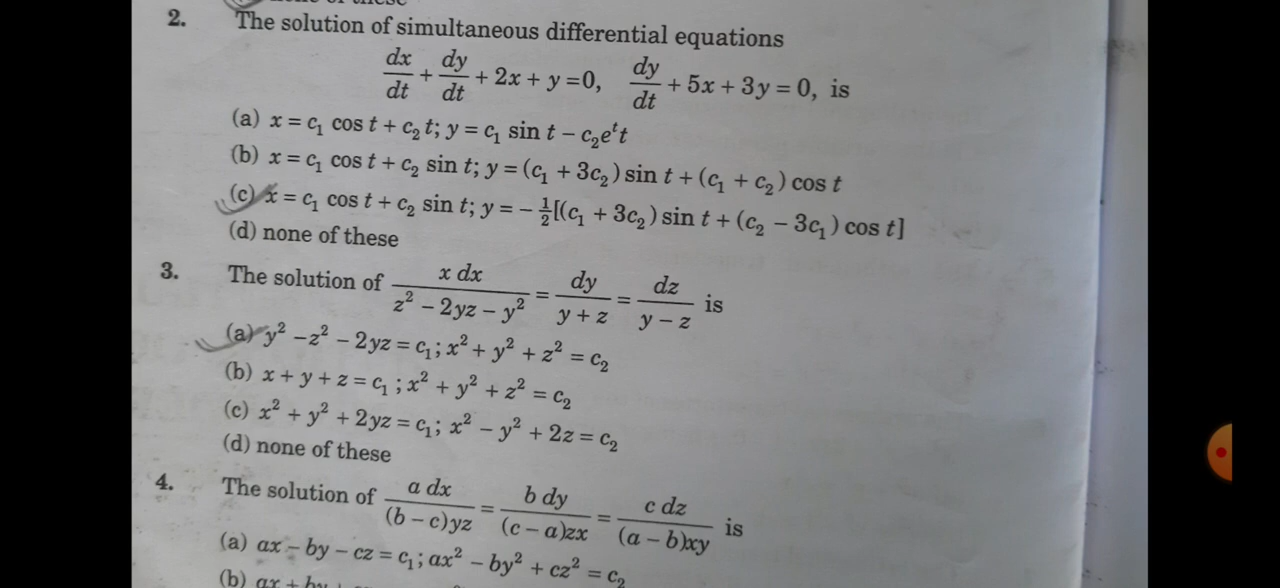 2. The solution of simultaneous differential equations
dx/dt + dy/dt + 2x + y = 0, dy/dt + 5x + 3y = 0, is
(a) x = c₁ cos t + c₂ t; y = c₁ sin t − c₂eᵗt
(b) x = c₁ cos t + c₂ sin t; y = (c₁ + 3c₂) sin t + (c₁ + c₂) cos t
(c) x = c₁ cos t + c₂ sin t; y = − 1/2[(c₁ + 3c₂) sin t + (c₂ − 3c₁) cos t]
(d) none of these
3. The solution of x dx/(z² − 2yz − y²) = dy/(y + z) = dz/(y − z) is
(a) y² − z² − 2yz = c₁; x² + y² + z² = c₂
(b) x + y + z = c₁ ; x² + y² + z² = c₂
(c) x² + y² + 2yz = c₁; x² − y² + 2z = c₂
(d) none of these
4. The solution of a dx/((b − c)yz) = b dy/((c − a)zx) = c dz/((a − b)xy) is
(a) ax − by − cz = c₁; ax² − by² + cz² = c₂
(b)